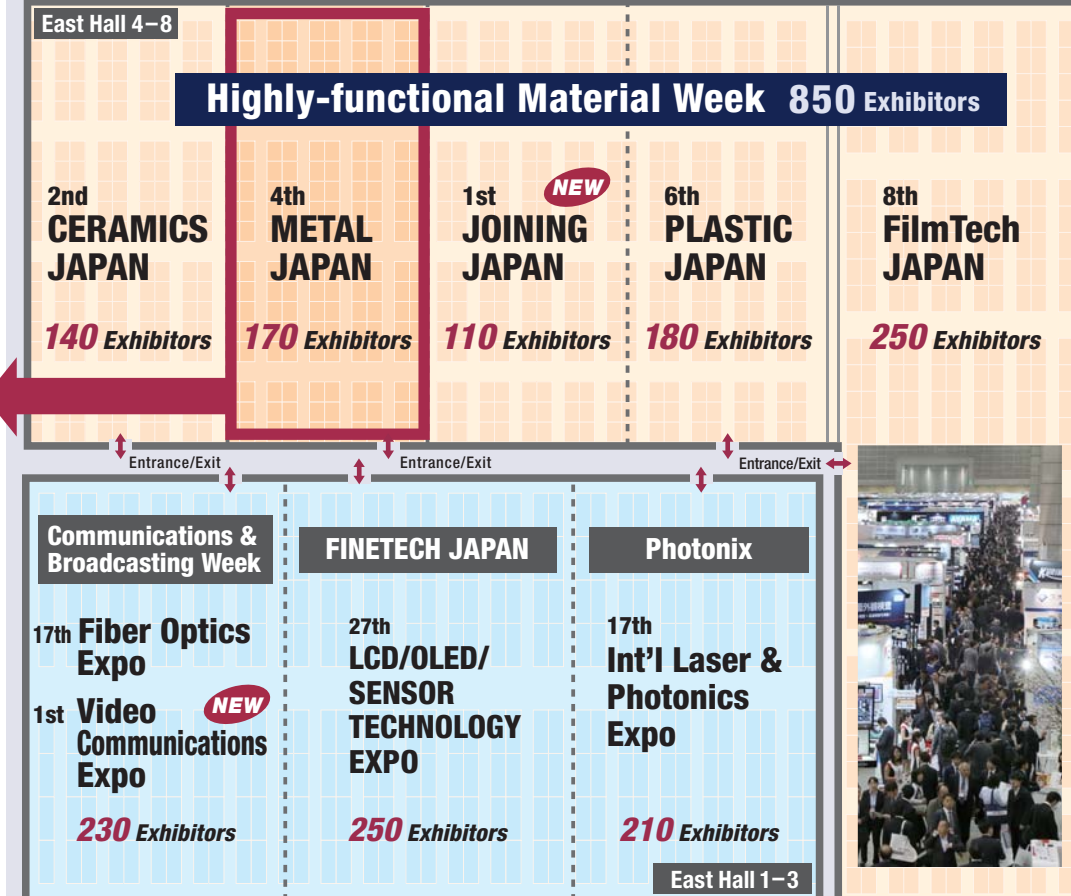 East Hall 4–8
Highly-functional Material Week 850 Exhibitors
2nd
CERAMICS
JAPAN
140 Exhibitors
4th
METAL
JAPAN
170 Exhibitors
1st
NEW
JOINING
JAPAN
110 Exhibitors
6th
PLASTIC
JAPAN
180 Exhibitors
8th
FilmTech
JAPAN
250 Exhibitors
Entrance/Exit
Entrance/Exit
Entrance/Exit
Communications &
Broadcasting Week
17th Fiber Optics
Expo
1st Video
NEW
Communications
Expo
230 Exhibitors
FINETECH JAPAN
27th
LCD/OLED/
SENSOR
TECHNOLOGY
EXPO
250 Exhibitors
Photonix
17th
Int'l Laser &
Photonics
Expo
210 Exhibitors
East Hall 1–3